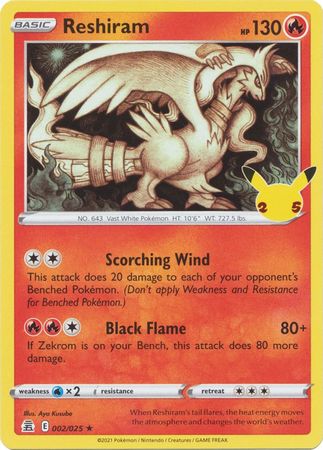 BASIC
Reshiram HP 130
25
NO. 643 Vast White Pokémon HT: 10'6" WT: 727.5 lbs.
Scorching Wind
This attack does 20 damage to each of your opponent's
Benched Pokémon. (Don't apply Weakness and Resistance
for Benched Pokémon.)
Black Flame 80+
If Zekrom is on your Bench, this attack does 80 more
damage.
weakness ×2 resistance retreat
Illus. Aya Kusube
E 002/025 ★
When Reshiram's tail flares, the heat energy moves
the atmosphere and changes the world's weather.
©2021 Pokémon / Nintendo / Creatures / GAME FREAK